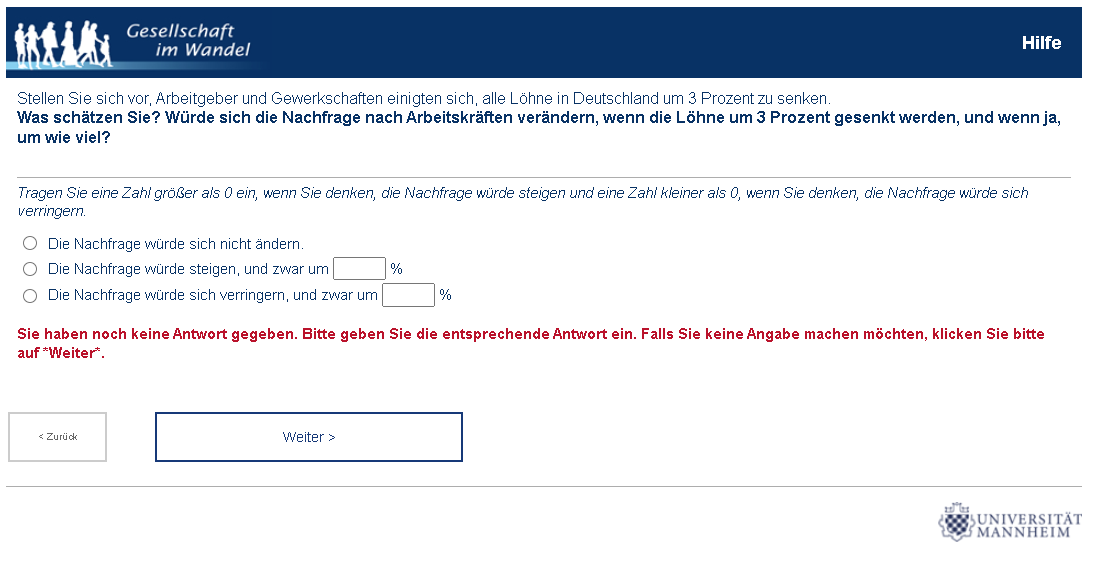 Gesellschaft
im Wandel
Hilfe
Stellen Sie sich vor, Arbeitgeber und Gewerkschaften einigten sich, alle Löhne in Deutschland um 3 Prozent zu senken.
Was schätzen Sie? Würde sich die Nachfrage nach Arbeitskräften verändern, wenn die Löhne um 3 Prozent gesenkt werden, und wenn ja,
um wie viel?
Tragen Sie eine Zahl größer als 0 ein, wenn Sie denken, die Nachfrage würde steigen und eine Zahl kleiner als 0, wenn Sie denken, die Nachfrage würde sich
verringern.
Die Nachfrage würde sich nicht ändern.
Die Nachfrage würde steigen, und zwar um %
Die Nachfrage würde sich verringern, und zwar um %
Sie haben noch keine Antwort gegeben. Bitte geben Sie die entsprechende Antwort ein. Falls Sie keine Angabe machen möchten, klicken Sie bitte
auf *Weiter*.
< Zurück
Weiter >
UNIVERSITÄT
MANNHEIM